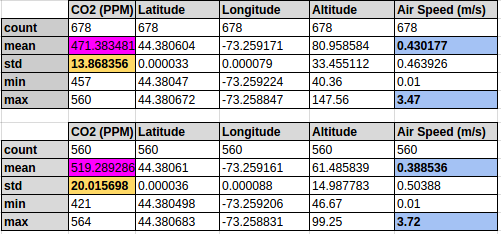 CO2 (PPM) Latitude Longitude Altitude Air Speed (m/s)
count 678 678 678 678 678
mean 471.383481 44.380604 -73.259171 80.958584 0.430177
std 13.868356 0.000033 0.000079 33.455112 0.463926
min 457 44.38047 -73.259224 40.36 0.01
max 560 44.380672 -73.258847 147.56 3.47
CO2 (PPM) Latitude Longitude Altitude Air Speed (m/s)
count 560 560 560 560 560
mean 519.289286 44.38061 -73.259161 61.485839 0.388536
std 20.015698 0.000036 0.000088 14.987783 0.50388
min 421 44.380498 -73.259206 46.67 0.01
max 564 44.380683 -73.258831 99.25 3.72